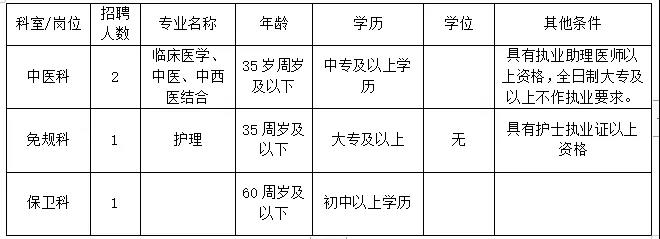 科室/岗位 招聘人数 专业名称 年龄 学历 学位 其他条件
中医科 2 临床医学、中医、中西医结合 35岁周岁及以下 中专及以上学历 具有执业助理医师以上资格，全日制大专及以上不作执业要求。
免规科 1 护理 35周岁及以下 大专及以上 无 具有护士执业证以上资格
保卫科 1 60周岁及以下 初中以上学历